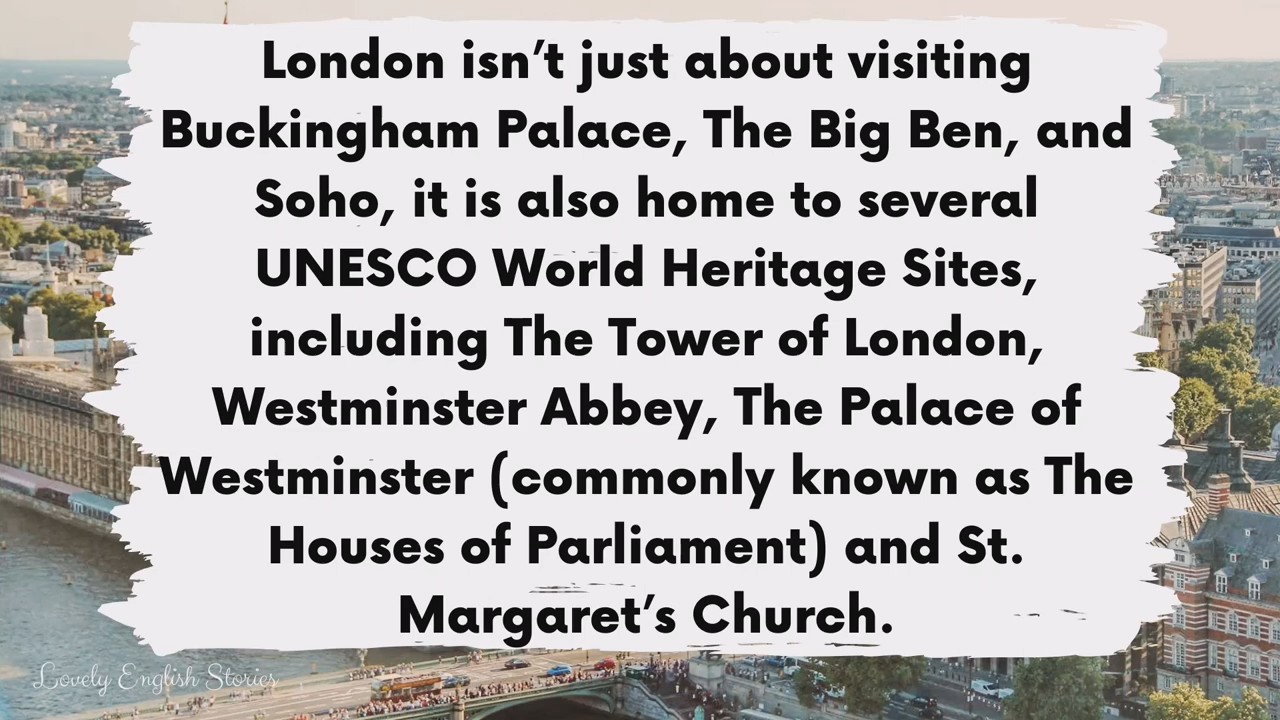 London isn’t just about visiting
Buckingham Palace, The Big Ben, and
Soho, it is also home to several
UNESCO World Heritage Sites,
including The Tower of London,
Westminster Abbey, The Palace of
Westminster (commonly known as The
Houses of Parliament) and St.
Margaret’s Church.
Lovely English Stories